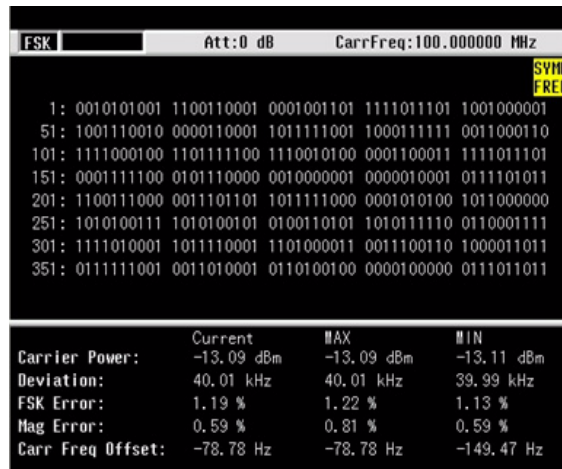 FSK Att:0 dB CarrFreq:100.000000 MHz
SYM
FRE
1: 0010101001 1100110001 0001001101 1111011101 1001000001
51: 1001110010 0000110001 1011111001 1000111111 0011000110
101: 1111000100 1101111100 1110010100 0001100011 1111011101
151: 0001111100 0101110000 0010000001 0000010001 0111101011
201: 1100111000 0011101101 1011111000 0001010100 1011000000
251: 1010100111 1010100101 0100110101 1010111110 0110001111
301: 1111010001 1011110001 1101000011 0011100110 1000011011
351: 0111111001 0011010001 0110100100 0000100000 0111011011
Current MAX MIN
Carrier Power: -13.09 dBm -13.09 dBm -13.11 dBm
Deviation: 40.01 kHz 40.01 kHz 39.99 kHz
FSK Error: 1.19 % 1.22 % 1.13 %
Mag Error: 0.59 % 0.81 % 0.59 %
Carr Freq Offset: -78.78 Hz -78.78 Hz -149.47 Hz